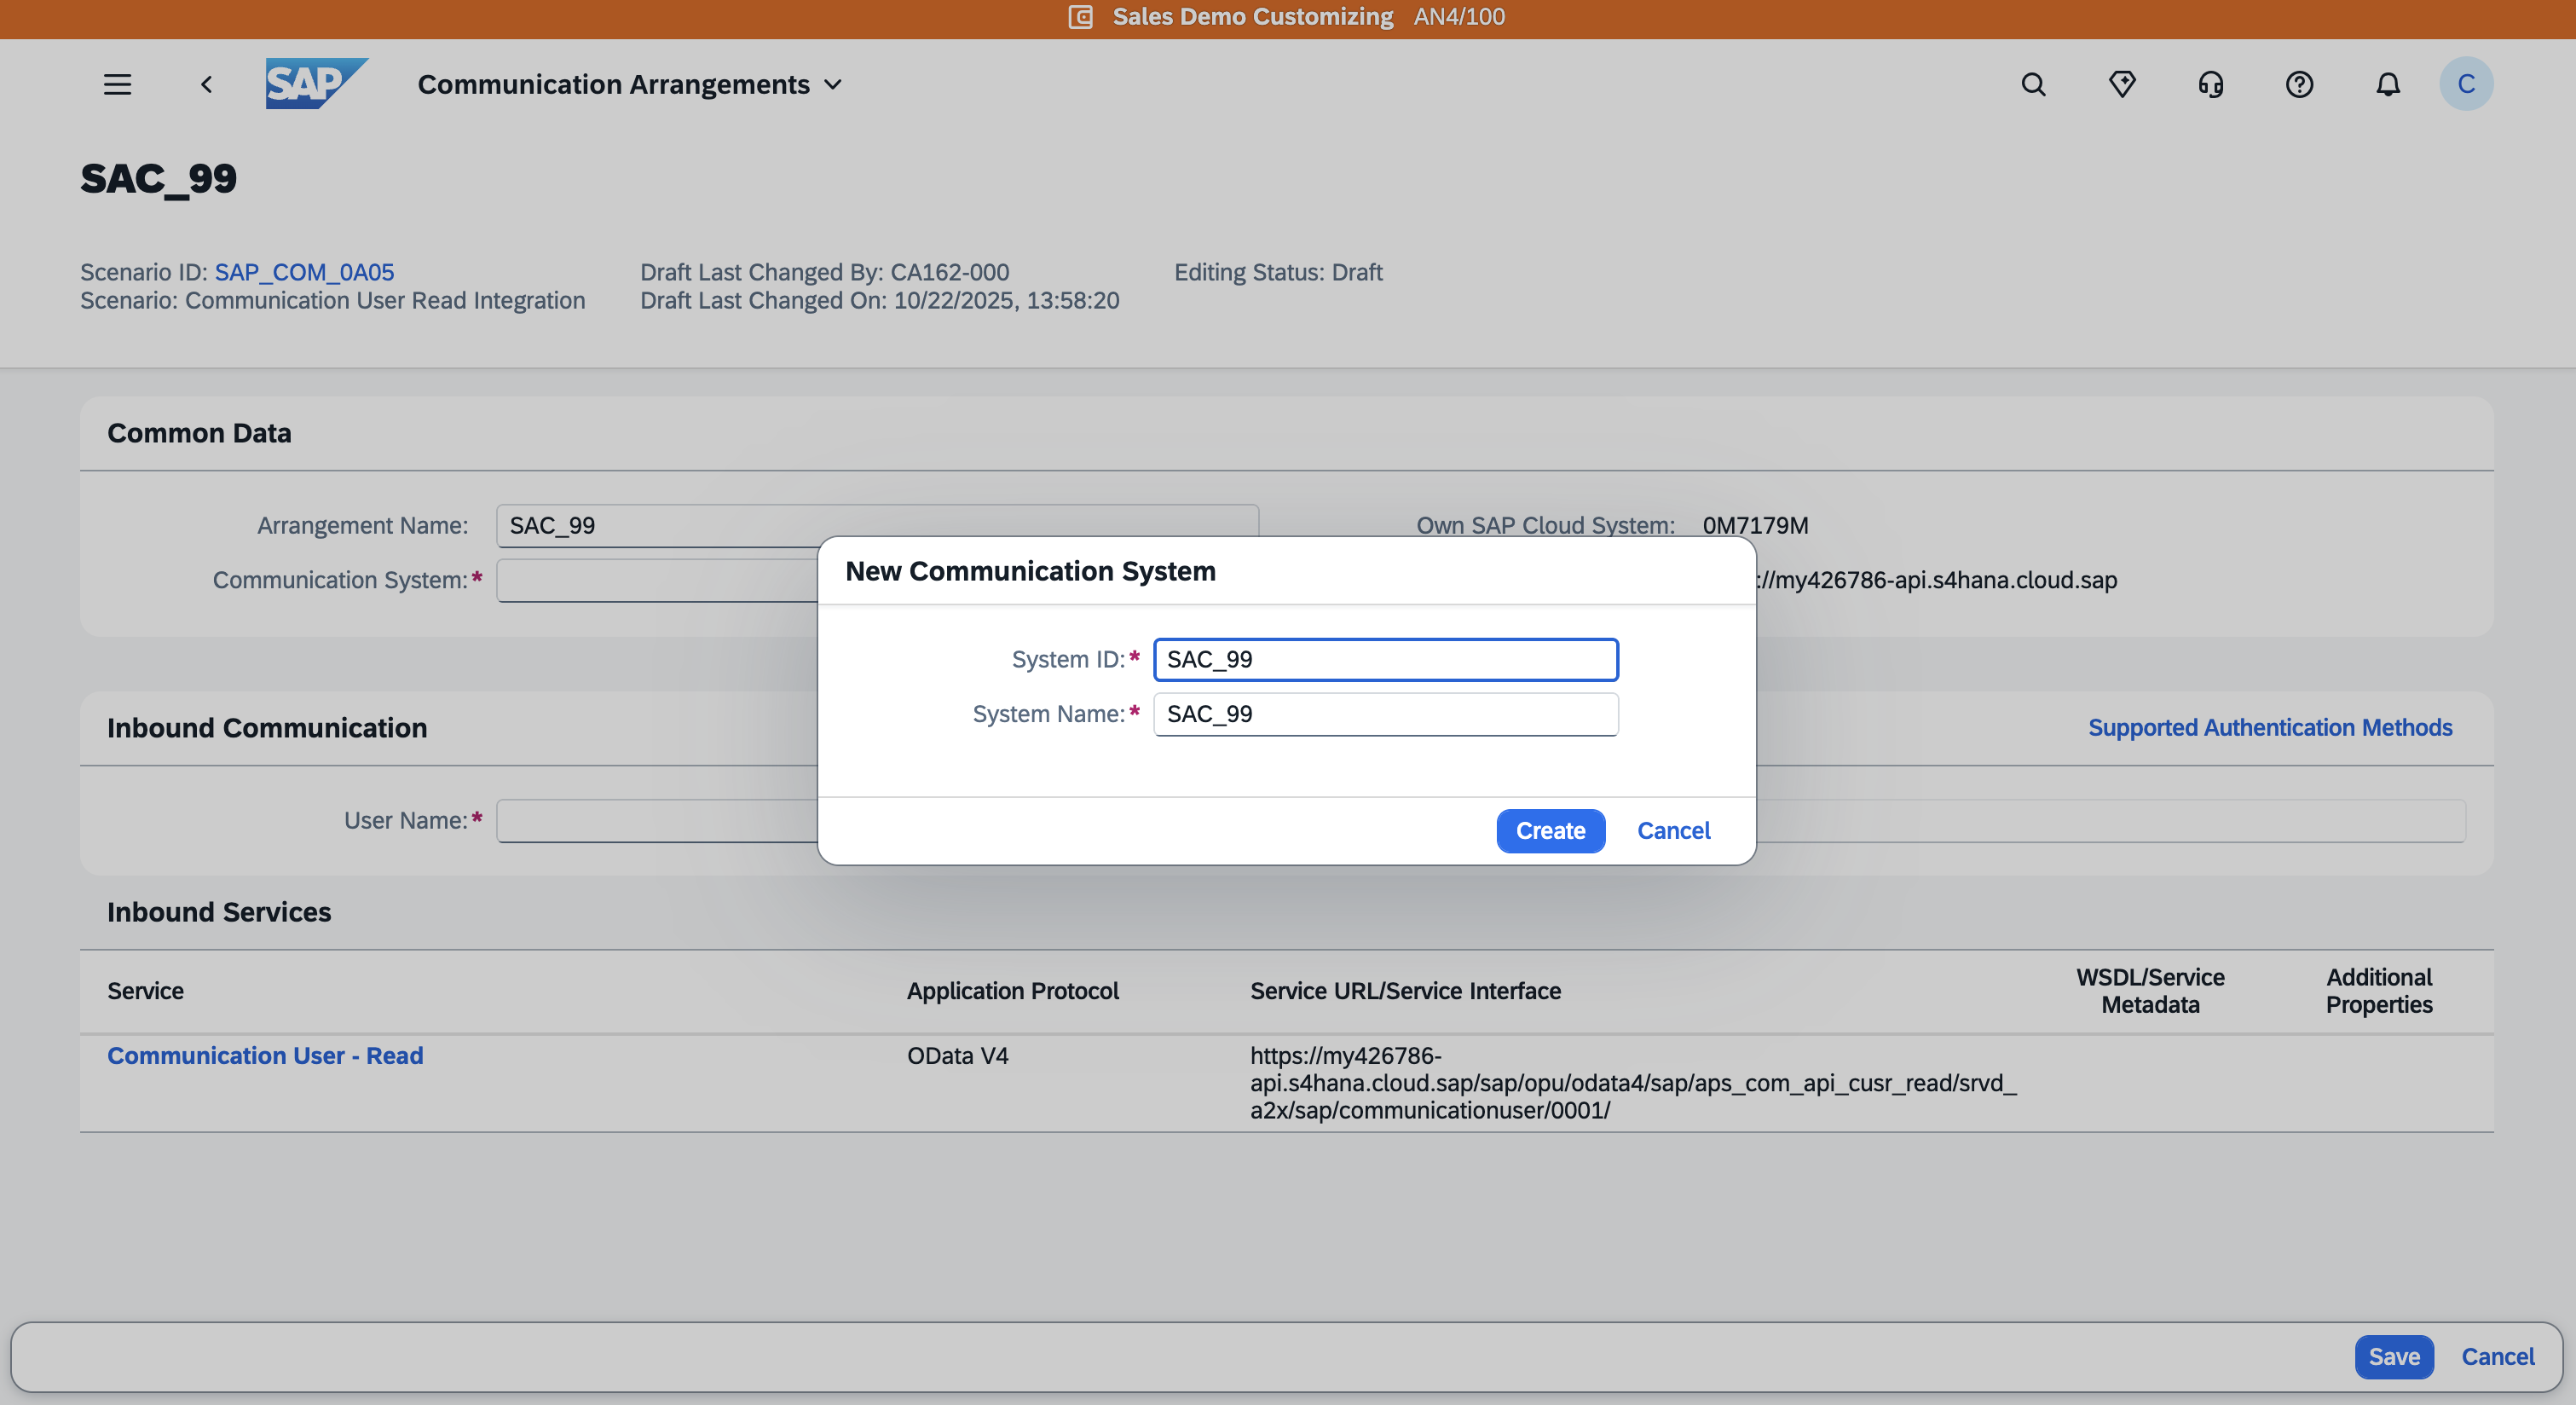 Sales Demo Customizing AN4/100
SAP Communication Arrangements C
SAC_99
Scenario ID: SAP_COM_0A05 Draft Last Changed By: CA162-000 Editing Status: Draft
Scenario: Communication User Read Integration Draft Last Changed On: 10/22/2025, 13:58:20
Common Data
Arrangement Name: SAC_99 Own SAP Cloud System: 0M7179M
Communication System:* ://my426786-api.s4hana.cloud.sap
New Communication System
System ID:* SAC_99
System Name:* SAC_99
Create Cancel
Inbound Communication Supported Authentication Methods
User Name:*
Inbound Services
Service Application Protocol Service URL/Service Interface WSDL/Service Metadata Additional Properties
Communication User - Read OData V4 https://my426786-
api.s4hana.cloud.sap/sap/opu/odata4/sap/aps_com_api_cusr_read/srvd_
a2x/sap/communicationuser/0001/
Save Cancel